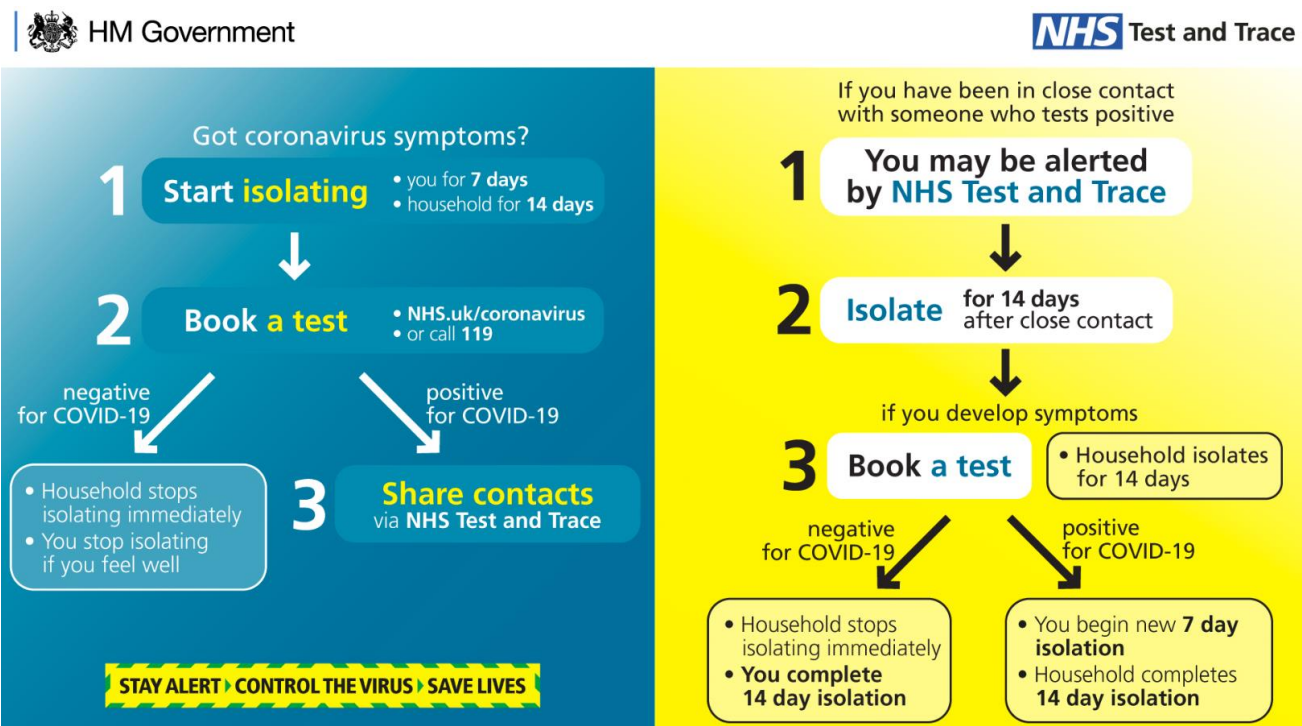 HM Government
NHS Test and Trace
Got coronavirus symptoms?
1
Start isolating
• you for 7 days
• household for 14 days
2
Book a test
• NHS.uk/coronavirus
• or call 119
negative
for COVID-19
positive
for COVID-19
• Household stops
isolating immediately
• You stop isolating
if you feel well
3
Share contacts
via NHS Test and Trace
STAY ALERT CONTROL THE VIRUS SAVE LIVES
If you have been in close contact
with someone who tests positive
1
You may be alerted
by NHS Test and Trace
2
Isolate
for 14 days
after close contact
if you develop symptoms
3
Book a test
• Household isolates
for 14 days
negative
for COVID-19
positive
for COVID-19
• Household stops
isolating immediately
• You complete
14 day isolation
• You begin new 7 day
isolation
• Household completes
14 day isolation